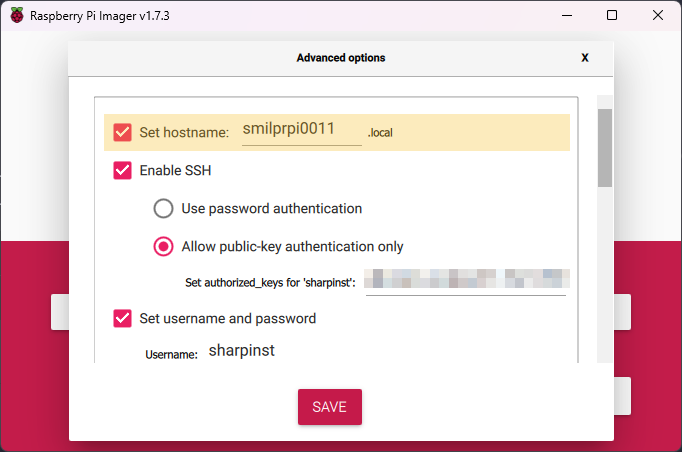 Raspberry Pi Imager v1.7.3
Advanced options X
Set hostname: smilprpi0011 .local
Enable SSH
Use password authentication
Allow public-key authentication only
Set authorized_keys for 'sharpinst':
Set username and password
Username: sharpinst
SAVE